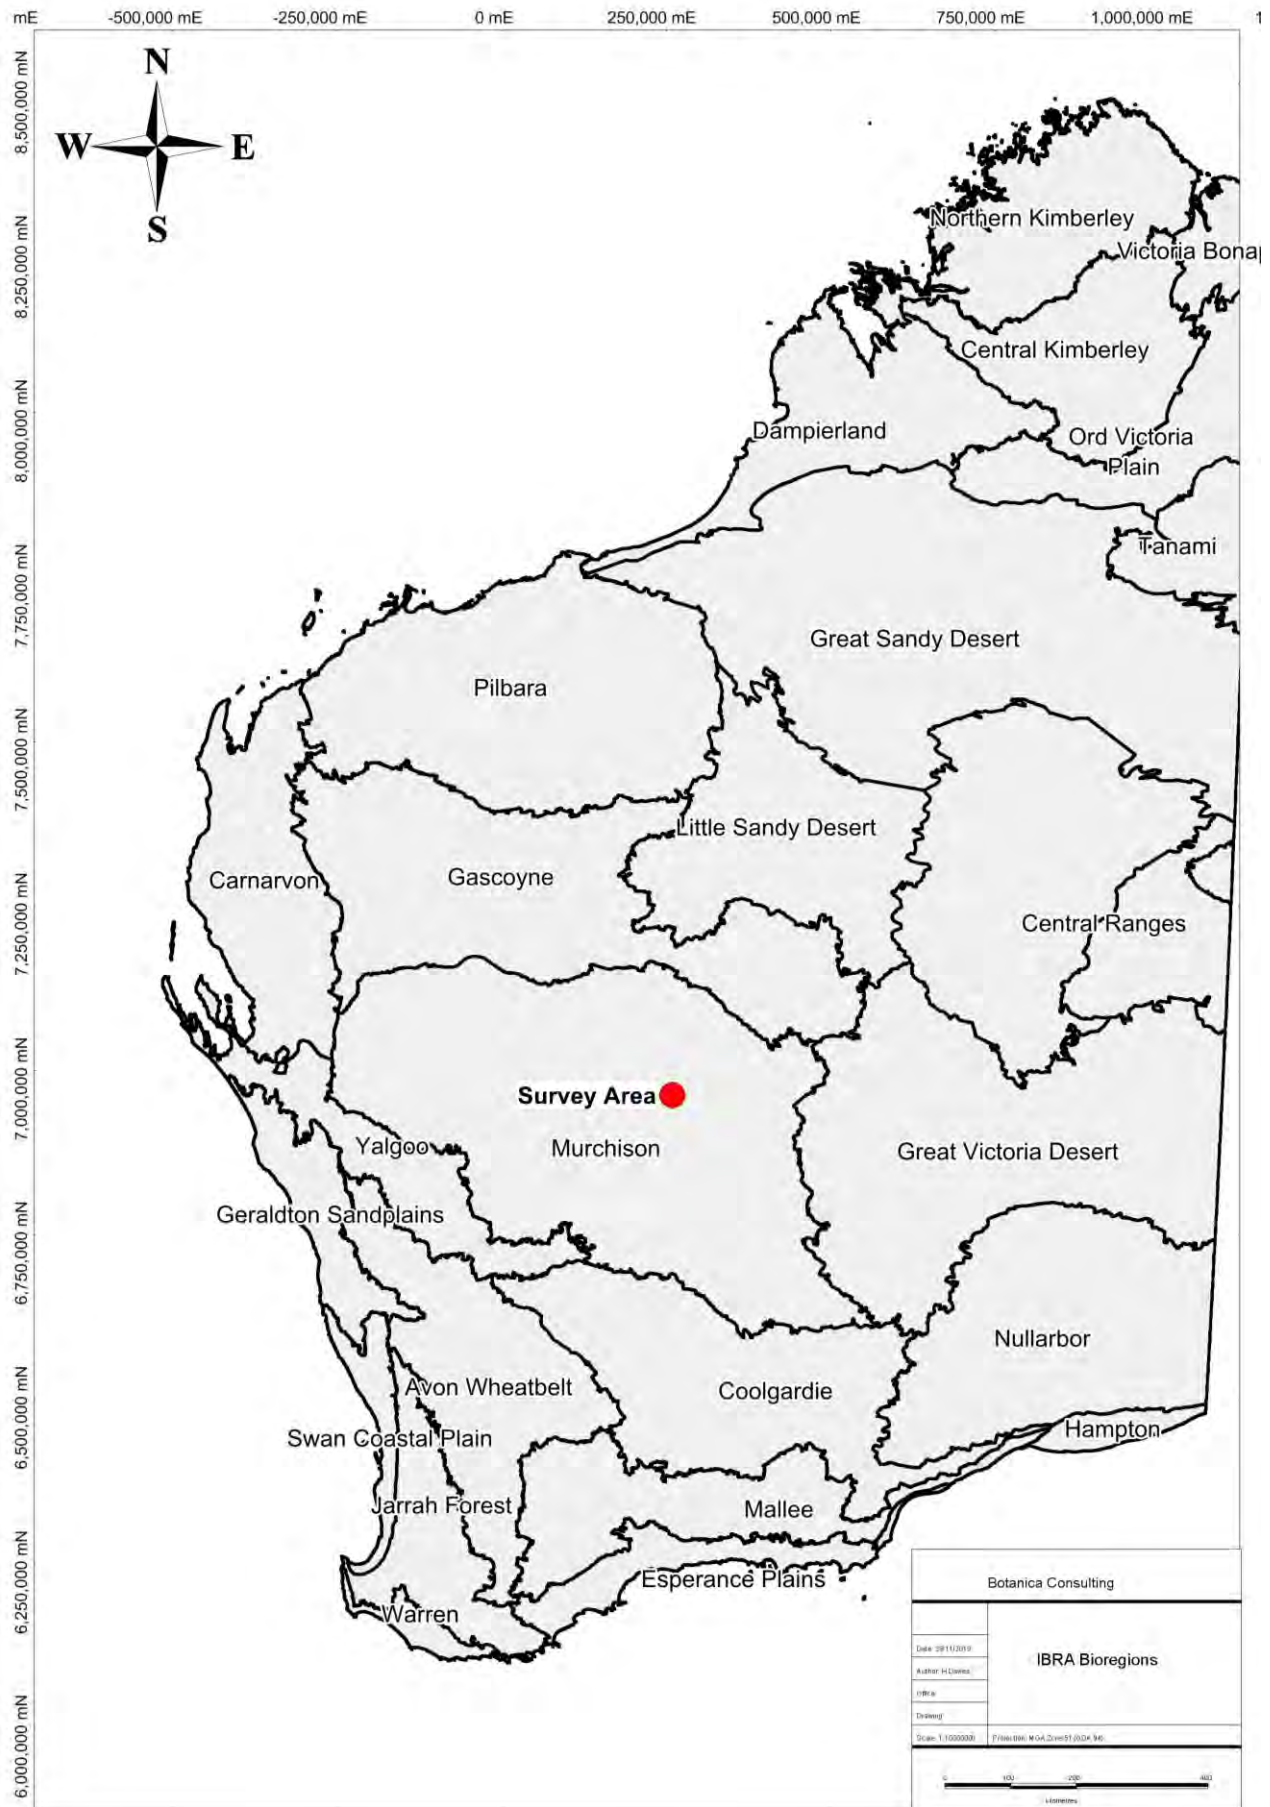 mE -500,000 mE -250,000 mE 0 mE 250,000 mE 500,000 mE 750,000 mE 1,000,000 mE 1
8,500,000 mN
8,250,000 mN
8,000,000 mN
7,750,000 mN
7,500,000 mN
7,250,000 mN
7,000,000 mN
6,750,000 mN
6,500,000 mN
6,250,000 mN
6,000,000 mN
N
W E
S
Northern Kimberley
Victoria Bonap
Central Kimberley
Dampierland
Ord Victoria
Plain
Tanami
Great Sandy Desert
Pilbara
Little Sandy Desert
Carnarvon
Gascoyne
Central Ranges
Survey Area
Yalgoo
Murchison
Great Victoria Desert
Geraldton Sandplains
Nullarbor
Avon Wheatbelt
Coolgardie
Hampton
Swan Coastal Plain
Jarrah Forest
Mallee
Esperance Plains
Warren
Botanica Consulting
IBRA Bioregions
Drawing:
0 400